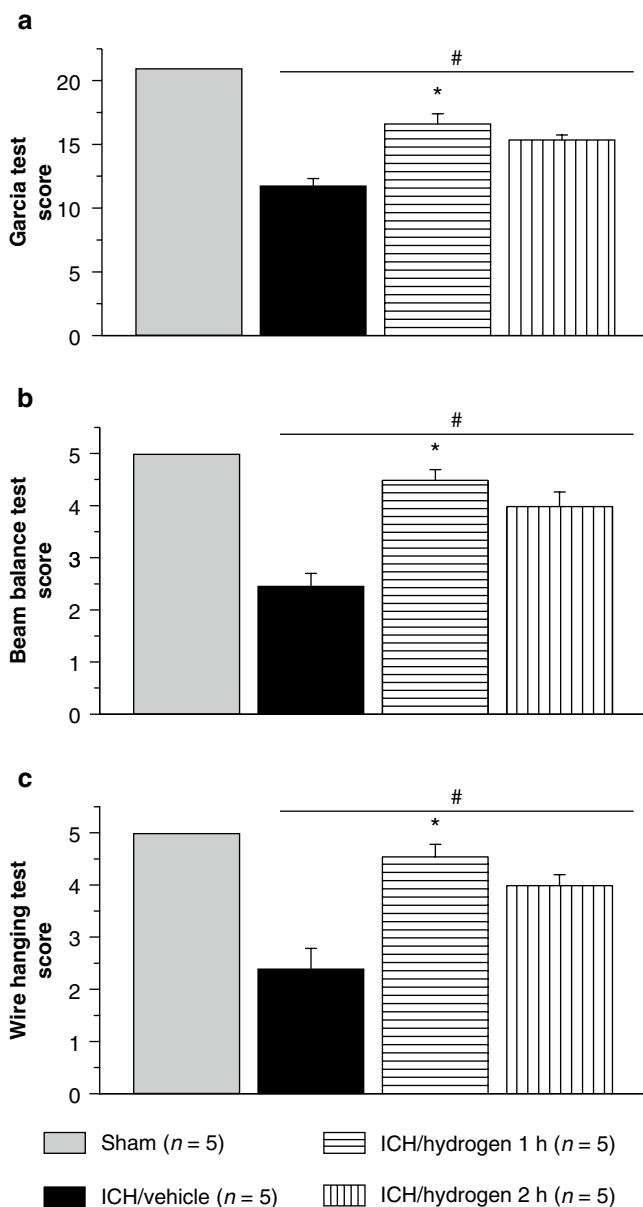 a
#
*
20
15
10
5
0
Garcia test
score
b
#
*
5
4
3
2
1
0
Beam balance test
score
c
#
*
5
4
3
2
1
0
Wire hanging test
score
Sham (n = 5)
ICH/hydrogen 1 h (n = 5)
ICH/vehicle (n = 5)
ICH/hydrogen 2 h (n = 5)